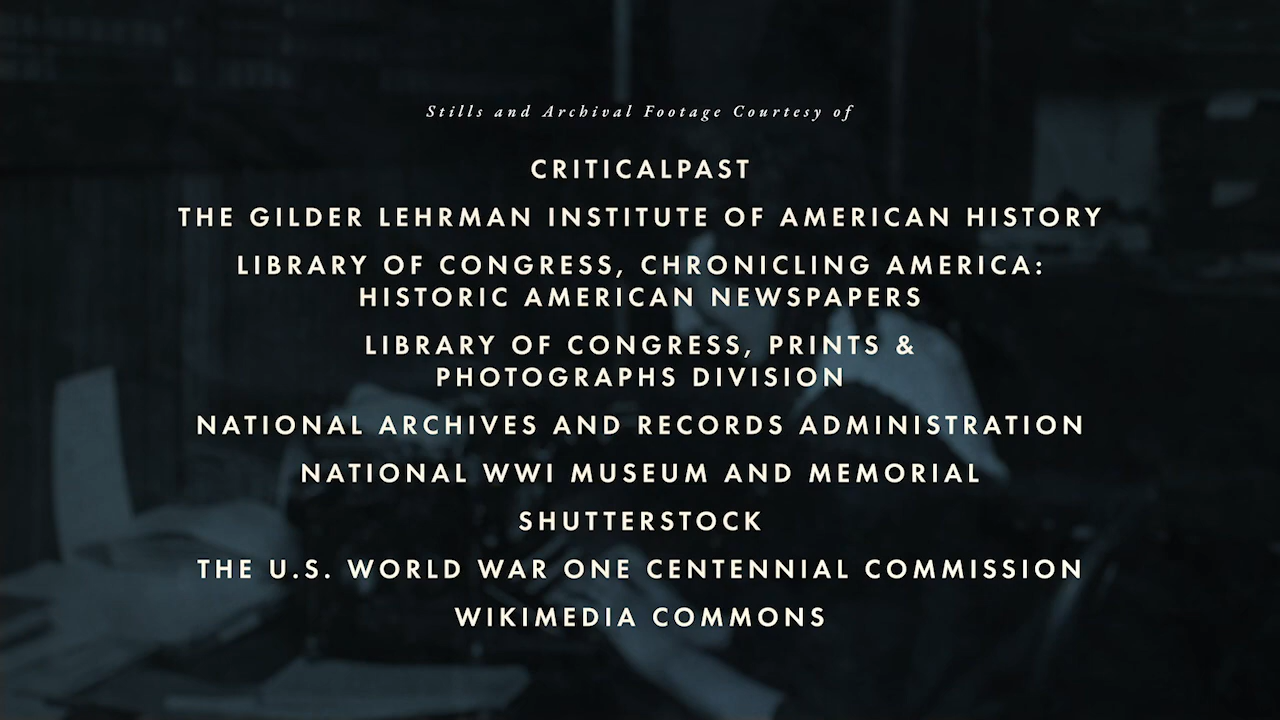 Stills and Archival Footage Courtesy of
CRITICALPAST
THE GILDER LEHRMAN INSTITUTE OF AMERICAN HISTORY
LIBRARY OF CONGRESS, CHRONICLING AMERICA:
HISTORIC AMERICAN NEWSPAPERS
LIBRARY OF CONGRESS, PRINTS &
PHOTOGRAPHS DIVISION
NATIONAL ARCHIVES AND RECORDS ADMINISTRATION
NATIONAL WWI MUSEUM AND MEMORIAL
SHUTTERSTOCK
THE U.S. WORLD WAR ONE CENTENNIAL COMMISSION
WIKIMEDIA COMMONS